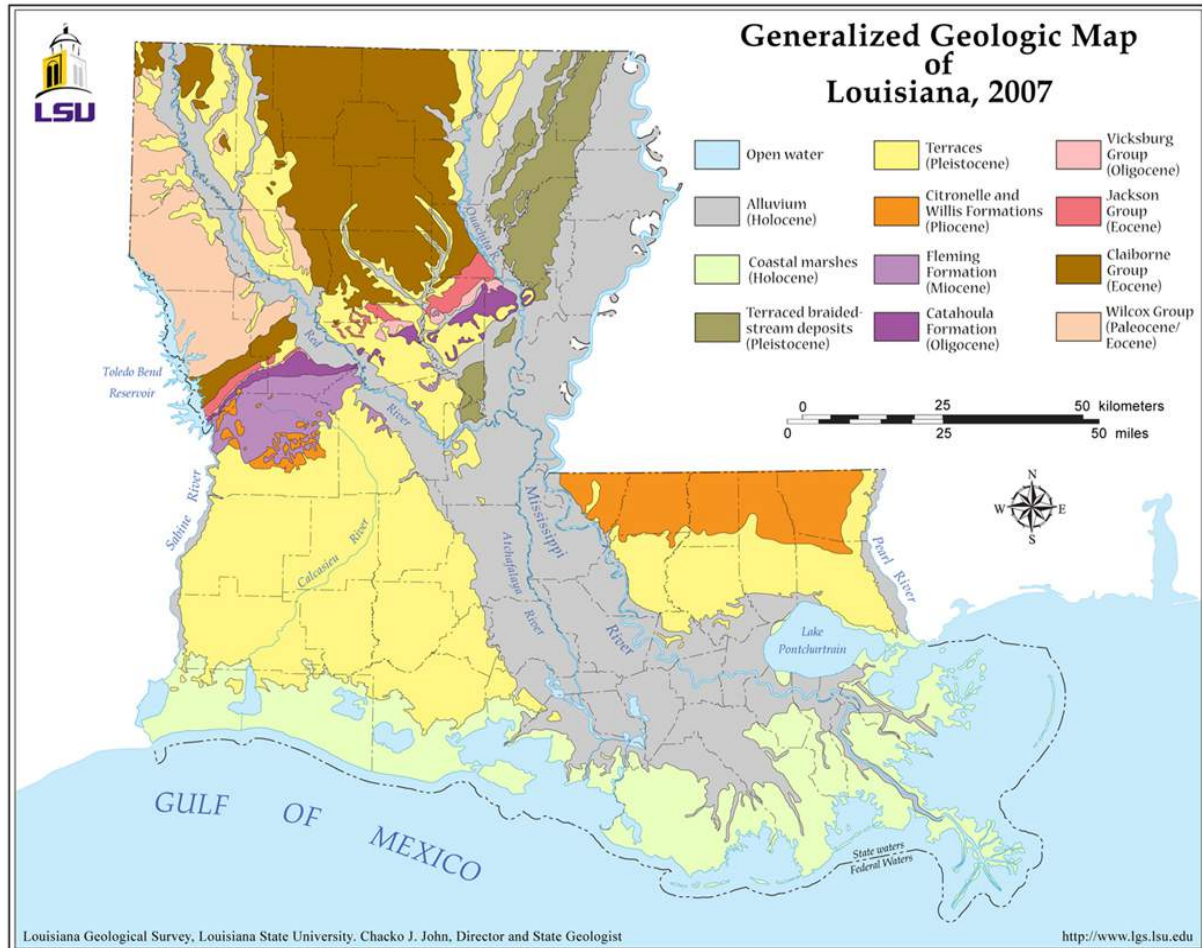 LSU
Generalized Geologic Map
of
Louisiana, 2007
Open water
Alluvium
(Holocene)
Coastal marshes
(Holocene)
Terraced braided-
stream deposits
(Pleistocene)
Terraces
(Pleistocene)
Citronelle and
Willis Formations
(Pliocene)
Fleming
Formation
(Miocene)
Catahoula
Formation
(Oligocene)
Vicksburg
Group
(Oligocene)
Jackson
Group
(Eocene)
Claiborne
Group
(Eocene)
Wilcox Group
(Paleocene/
Eocene)
0 25 50 kilometers
0 25 50 miles
N
W E
S
Ouachita R.
Red
River
Toledo Bend
Reservoir
Sabine River
Calcasieu River
Atchafalaya River
Mississippi
River
Pearl River
Lake
Pontchartrain
GULF OF MEXICO
State waters
Federal Waters
Louisiana Geological Survey, Louisiana State University. Chacko J. John, Director and State Geologist
http://www.lgs.lsu.edu